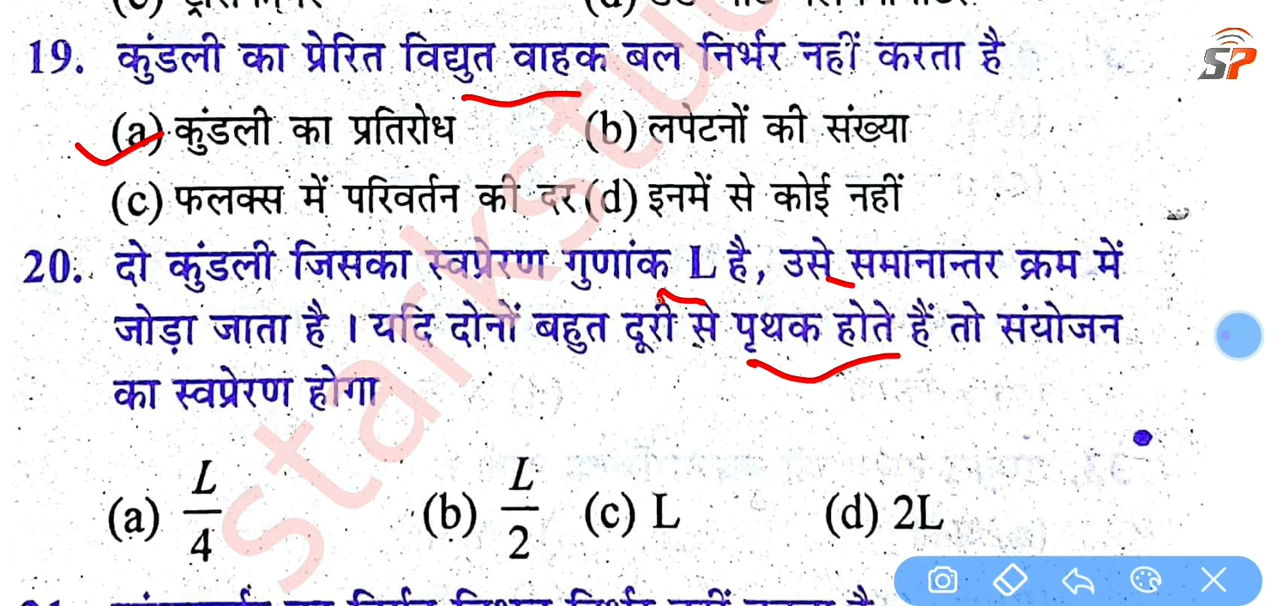 SP
19. कुंडली का प्रेरित विद्युत वाहक बल निर्भर नहीं करता है
(a) कुंडली का प्रतिरोध (b) लपेटनों की संख्या
(c) फलक्स में परिवर्तन की दर (d) इनमें से कोई नहीं
20. दो कुंडली जिसका स्वप्रेरण गुणांक L है, उसे समानान्तर क्रम में
जोड़ा जाता है । यदि दोनों बहुत दूरी से पृथक होते हैं तो संयोजन
का स्वप्रेरण होगा
(a) L/4 (b) L/2 (c) L (d) 2L